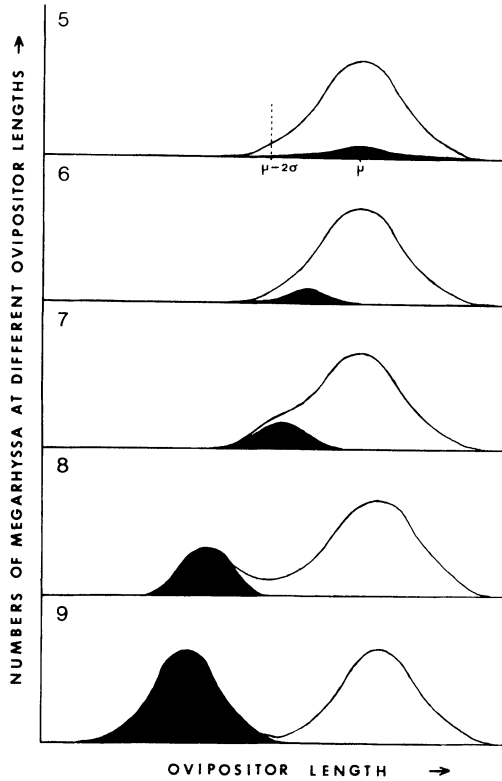 NUMBERS OF MEGARHYSSA AT DIFFERENT OVIPOSITOR LENGTHS →
5
μ−2σ
μ
6
7
8
9
OVIPOSITOR LENGTH →